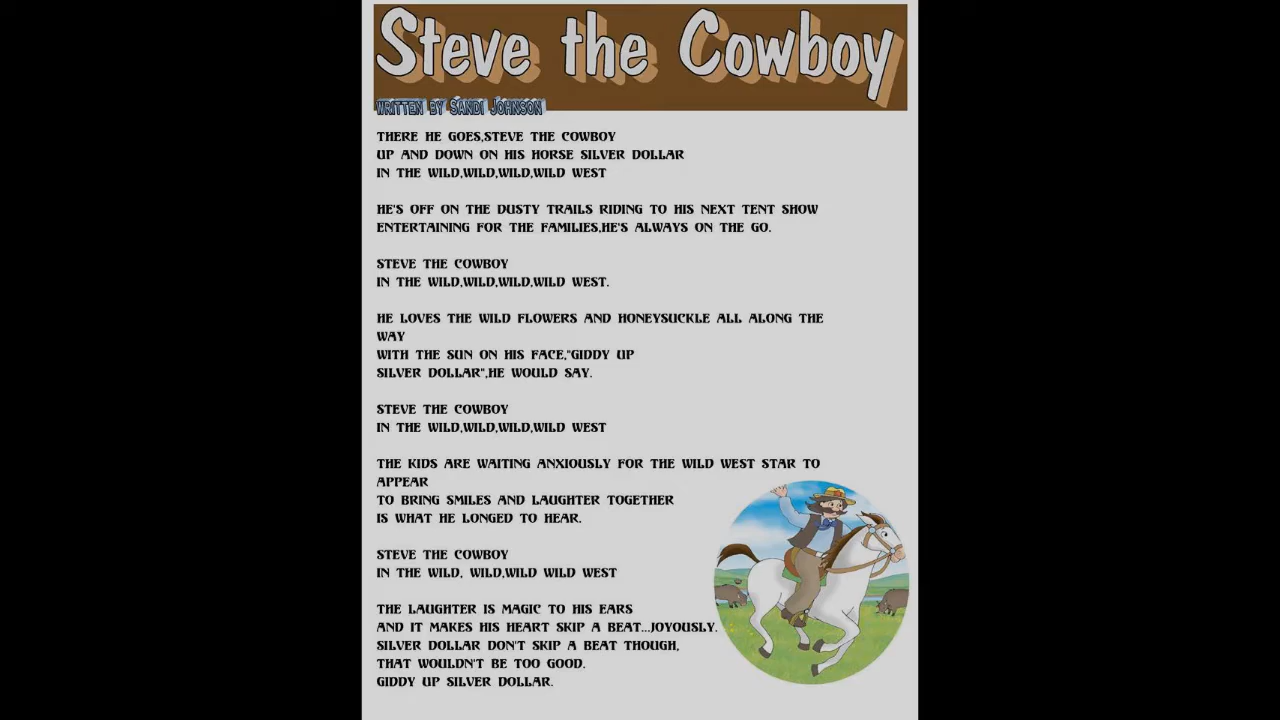 Steve the Cowboy
WRITTEN BY SANDI JOHNSON
THERE HE GOES,STEVE THE COWBOY
UP AND DOWN ON HIS HORSE SILVER DOLLAR
IN THE WILD,WILD,WILD,WILD WEST
HE'S OFF ON THE DUSTY TRAILS RIDING TO HIS NEXT TENT SHOW
ENTERTAINING FOR THE FAMILIES,HE'S ALWAYS ON THE GO.
STEVE THE COWBOY
IN THE WILD,WILD,WILD,WILD WEST.
HE LOVES THE WILD FLOWERS AND HONEYSUCKLE ALL ALONG THE
WAY
WITH THE SUN ON HIS FACE,"GIDDY UP
SILVER DOLLAR",HE WOULD SAY.
STEVE THE COWBOY
IN THE WILD,WILD,WILD,WILD WEST
THE KIDS ARE WAITING ANXIOUSLY FOR THE WILD WEST STAR TO
APPEAR
TO BRING SMILES AND LAUGHTER TOGETHER
IS WHAT HE LONGED TO HEAR.
STEVE THE COWBOY
IN THE WILD, WILD,WILD WILD WEST
THE LAUGHTER IS MAGIC TO HIS EARS
AND IT MAKES HIS HEART SKIP A BEAT...JOYOUSLY.
SILVER DOLLAR DON'T SKIP A BEAT THOUGH,
THAT WOULDN'T BE TOO GOOD.
GIDDY UP SILVER DOLLAR.